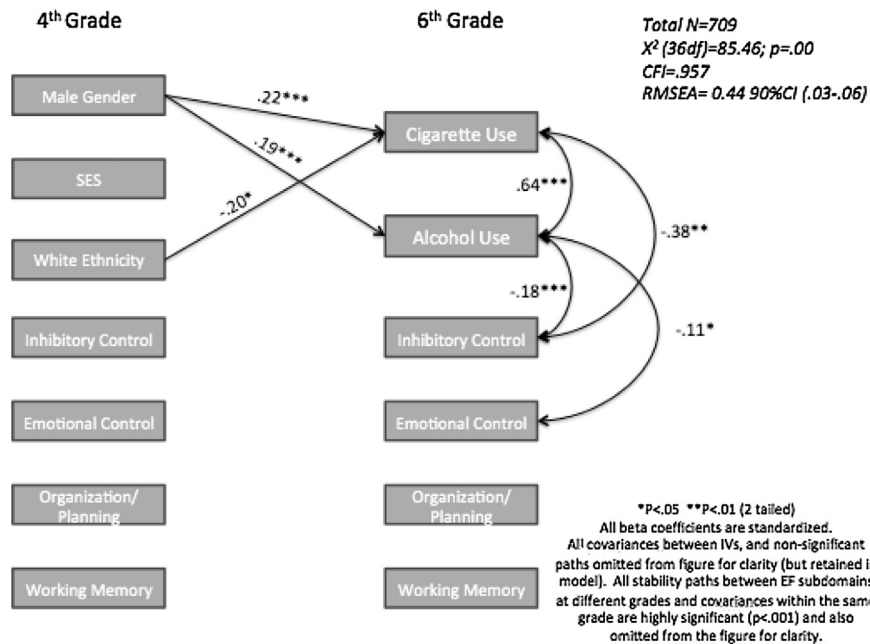 4th Grade
6th Grade
Total N=709
X2 (36df)=85.46; p=.00
CFI=.957
RMSEA= 0.44 90%CI (.03-.06)
Male Gender
SES
White Ethnicity
Inhibitory Control
Emotional Control
Organization/
Planning
Working Memory
.22***
.19***
-.20*
Cigarette Use
Alcohol Use
Inhibitory Control
Emotional Control
Organization/
Planning
Working Memory
.64***
-.38**
-.18***
-.11*
*P<.05 **P<.01 (2 tailed)
All beta coefficients are standardized.
All covariances between IVs, and non-significant
paths omitted from figure for clarity (but retained i
model). All stability paths between EF subdomains
at different grades and covariances within the same
grade are highly significant (p<.001) and also
omitted from the figure for clarity.